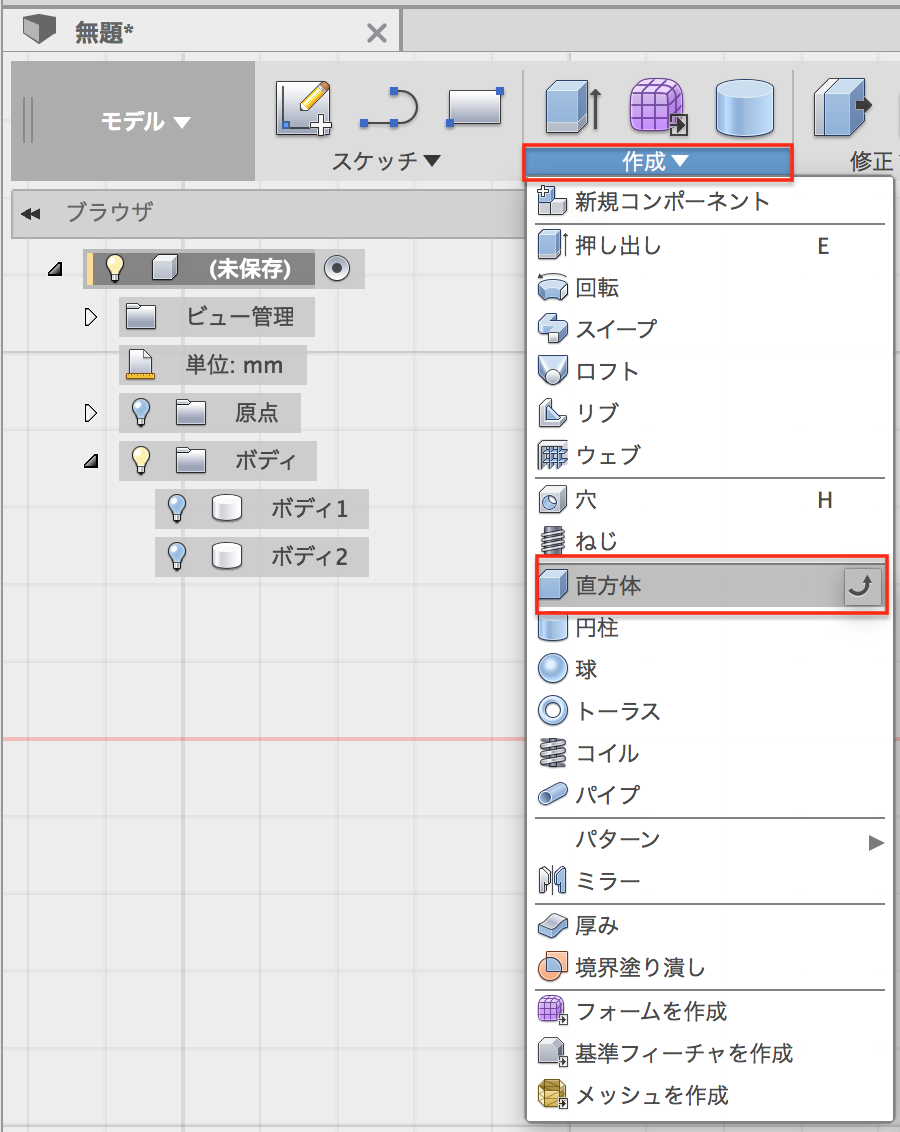 無題*
モデル
スケッチ
作成
修正
ブラウザ
(未保存)
ビュー管理
単位: mm
原点
ボディ
ボディ1
ボディ2
新規コンポーネント
押し出し E
回転
スイープ
ロフト
リブ
ウェブ
穴 H
ねじ
直方体
円柱
球
トーラス
コイル
パイプ
パターン
ミラー
厚み
境界塗り潰し
フォームを作成
基準フィーチャを作成
メッシュを作成